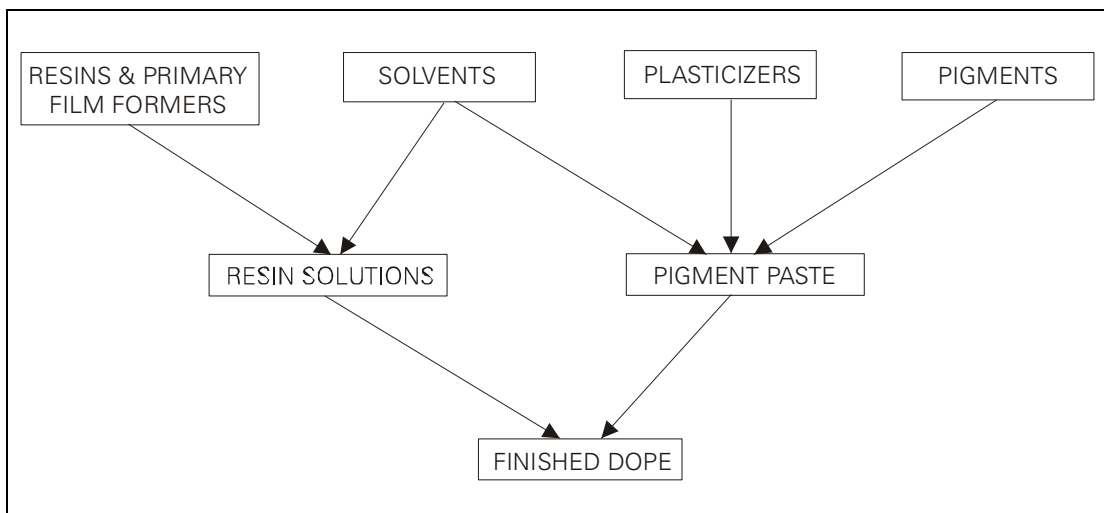 RESINS & PRIMARY
FILM FORMERS
SOLVENTS
PLASTICIZERS
PIGMENTS
RESIN SOLUTIONS
PIGMENT PASTE
FINISHED DOPE